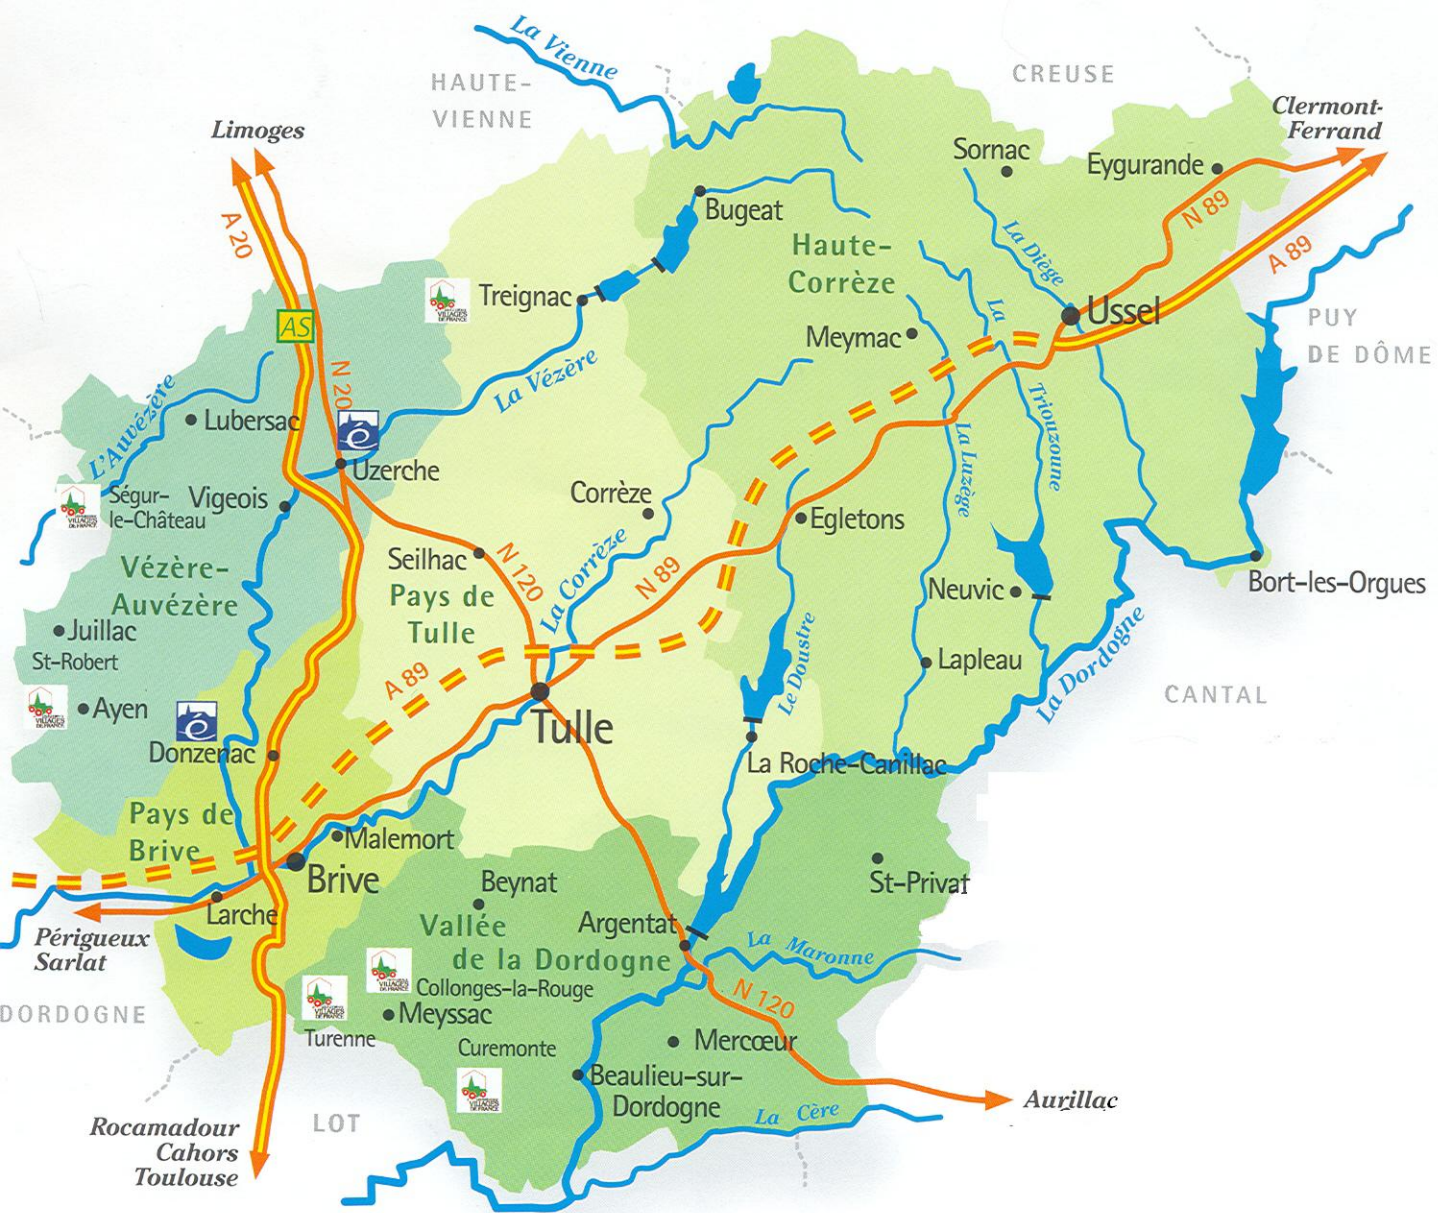 La Vienne
HAUTE-
VIENNE
CREUSE
Clermont-
Ferrand
Limoges
Sornac
Eygurande
N 89
A 89
A 20
Bugeat
Haute-
Corrèze
La Diège
Treignac
La
Ussel
PUY
DE DÔME
AS
Meymac
N 20
La Vézère
L'Auvézère
Lubersac
Triouzoune
La Luzège
Uzerche
Ségur-
le-Château
Vigeois
Corrèze
Egletons
Seilhac
N 120
La Corrèze
N 89
Vézère-
Auvézère
Pays de
Tulle
Neuvic
Bort-les-Orgues
Juillac
St-Robert
Le Doustre
Lapleau
La Dordogne
A 89
CANTAL
Ayen
Tulle
Donzenac
La Roche-Canillac
Pays de
Brive
Malemort
Brive
Beynat
St-Privat
Larche
Argentat
Vallée
de la Dordogne
La Maronne
Périgueux
Sarlat
Collonges-la-Rouge
N 120
DORDOGNE
Meyssac
Turenne
Curemonte
Mercœur
Beaulieu-sur-
Dordogne
La Cère
Aurillac
LOT
Rocamadour
Cahors
Toulouse